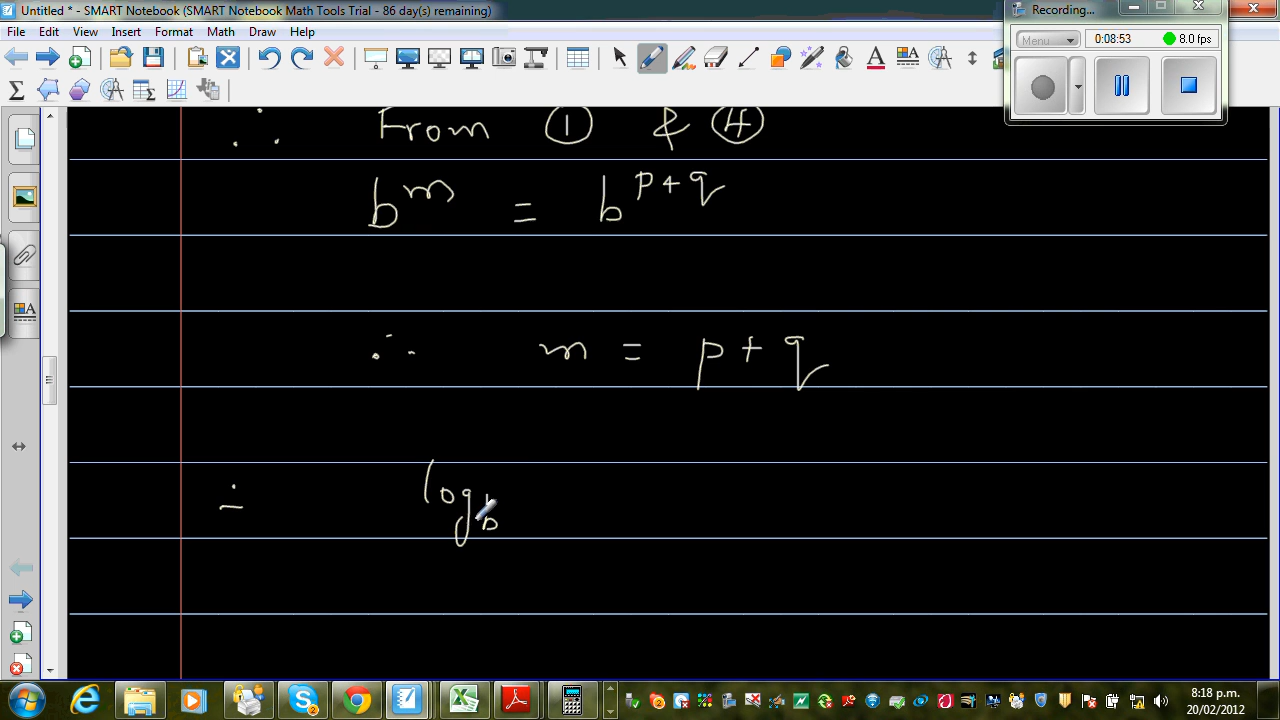 Untitled * - SMART Notebook (SMART Notebook Math Tools Trial - 86 day(s) remaining)
Recording...
File Edit View Insert Format Math Draw Help
Menu 0:08:53 8.0 fps
∴ From ① & ④
b^m = b^(p+q)
∴ m = p + q
∴ log_b
8:18 p.m.
20/02/2012